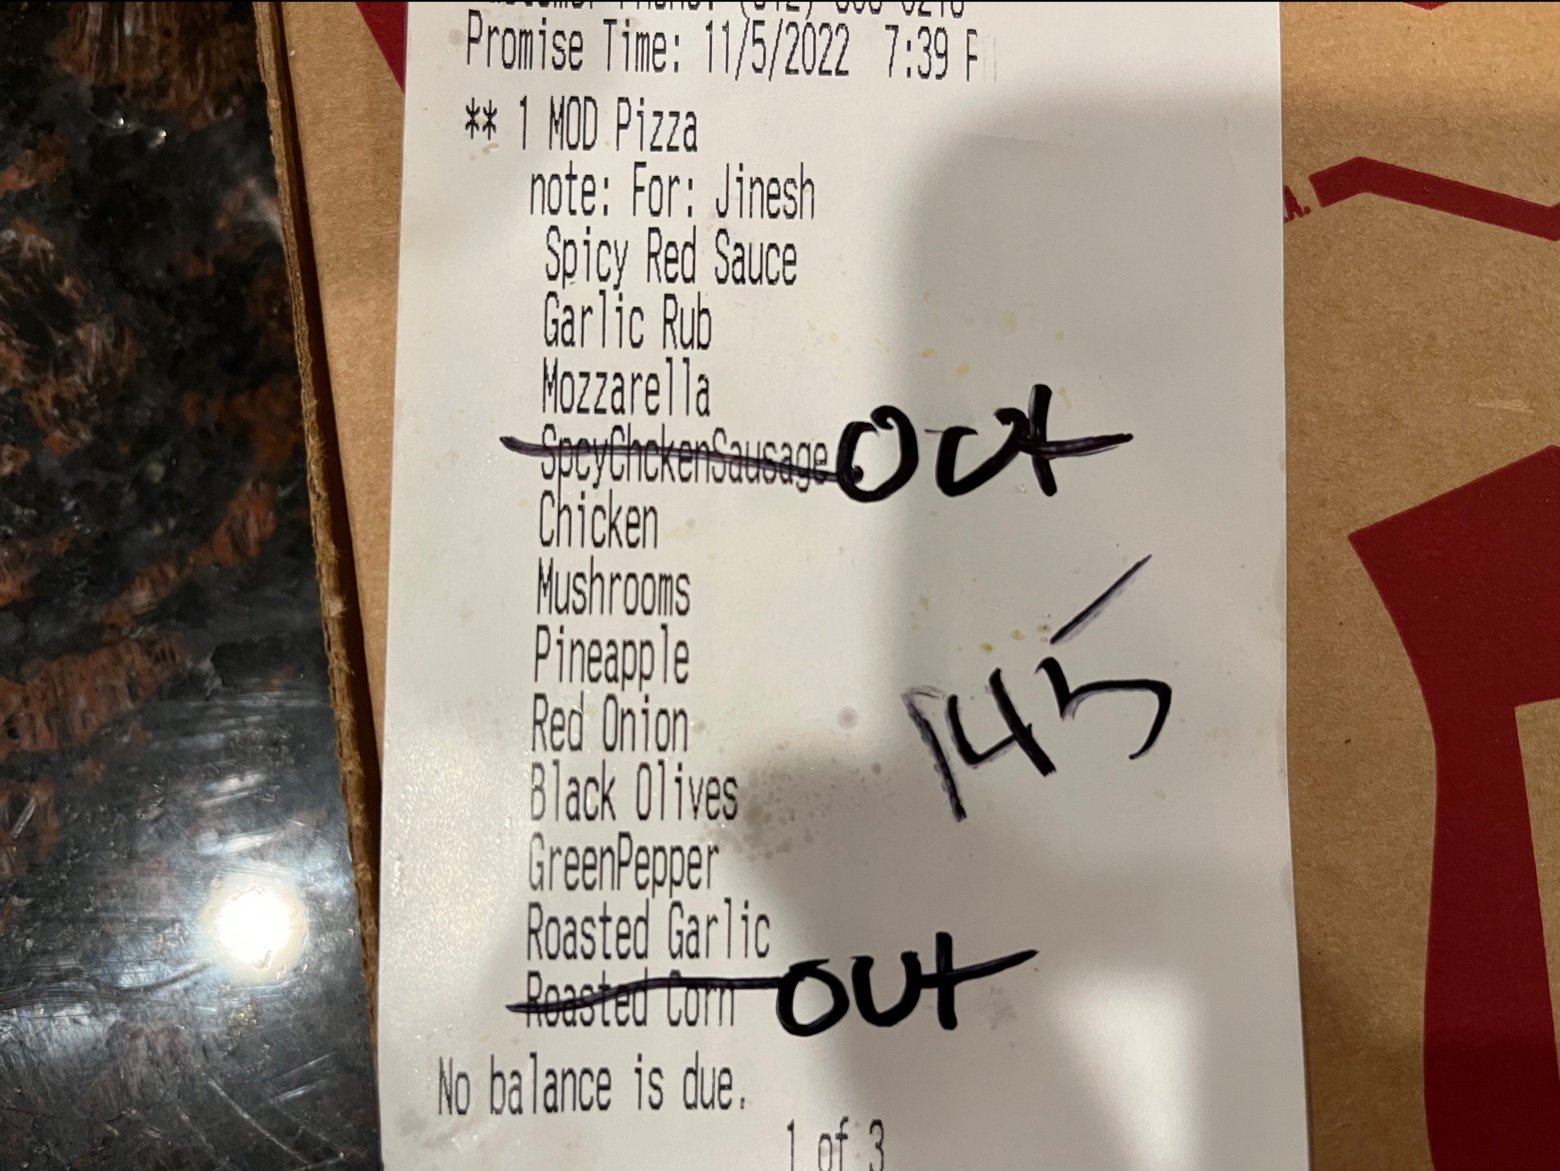 Promise Time: 11/5/2022 7:39 P
** 1 MOD Pizza
note: For: Jinesh
Spicy Red Sauce
Garlic Rub
Mozzarella
SpcyChckenSausage OUt
Chicken
Mushrooms
Pineapple
Red Onion
145
Black Olives
GreenPepper
Roasted Garlic
Roasted Corn OUt
No balance is due.
1 of 3